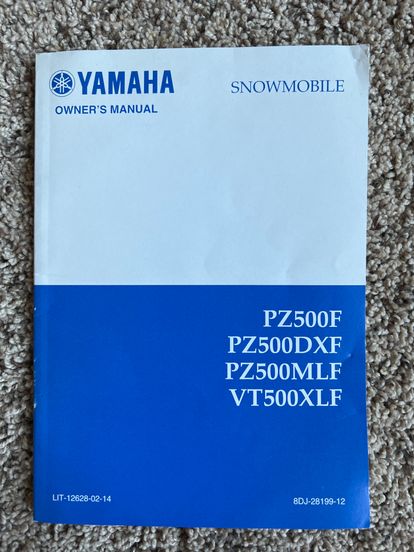 YAMAHA SNOWMOBILE
OWNER'S MANUAL
PZ500F
PZ500DXF
PZ500MLF
VT500XLF
LIT-12628-02-14 8DJ-28199-12